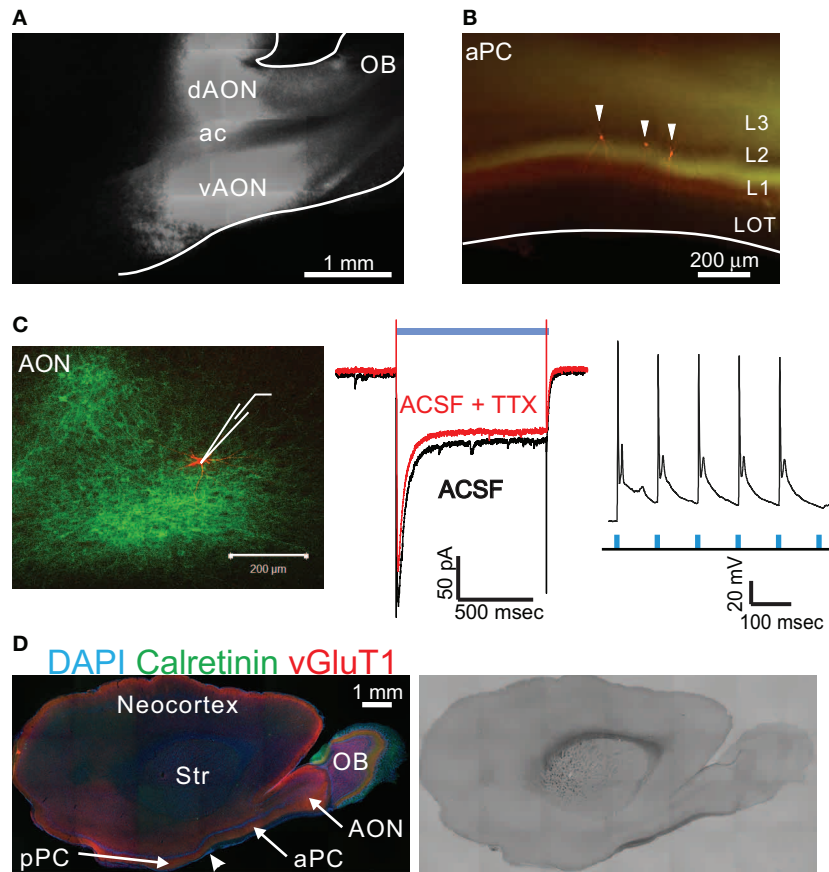 A
OB
dAON
ac
vAON
1 mm
B
aPC
L3
L2
L1
LOT
200 μm
C
AON
200 μm
ACSF + TTX
ACSF
50 pA
500 msec
20 mV
100 msec
D
DAPI Calretinin vGluT1
1 mm
Neocortex
Str
OB
AON
aPC
pPC